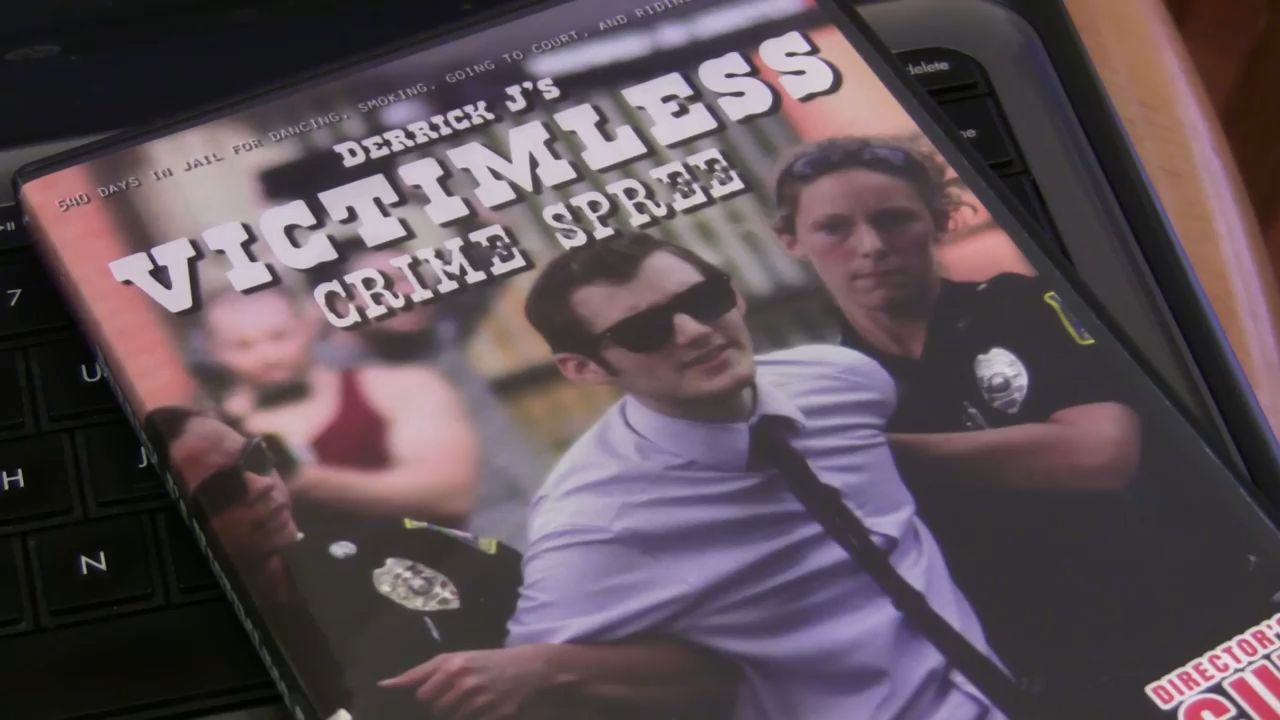 540 DAYS IN JAIL FOR DANCING, SMOKING, GOING TO COURT, AND RIDING
DERRICK J'S
VICTIMLESS
CRIME SPREE
DIRECTOR'S
CUT
delete
7
U
H
J
N